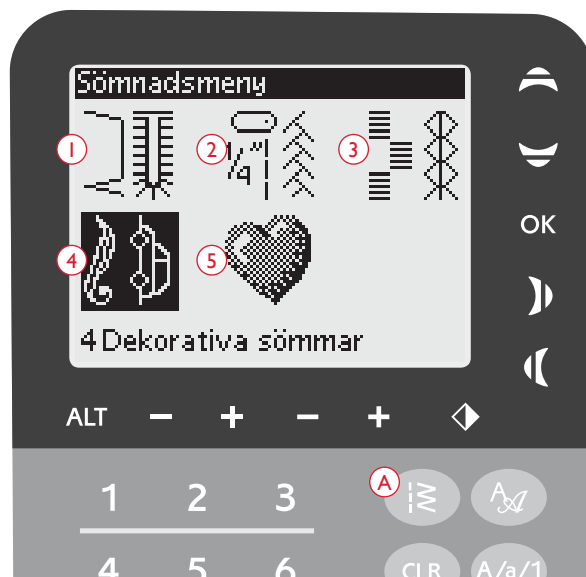 Sömnadsmeny
1
2
1/4"
3
4
5
4 Dekorativa sömmar
OK
ALT - + - +
A
1 2 3
AA
4 5 6
CLR A/a/1